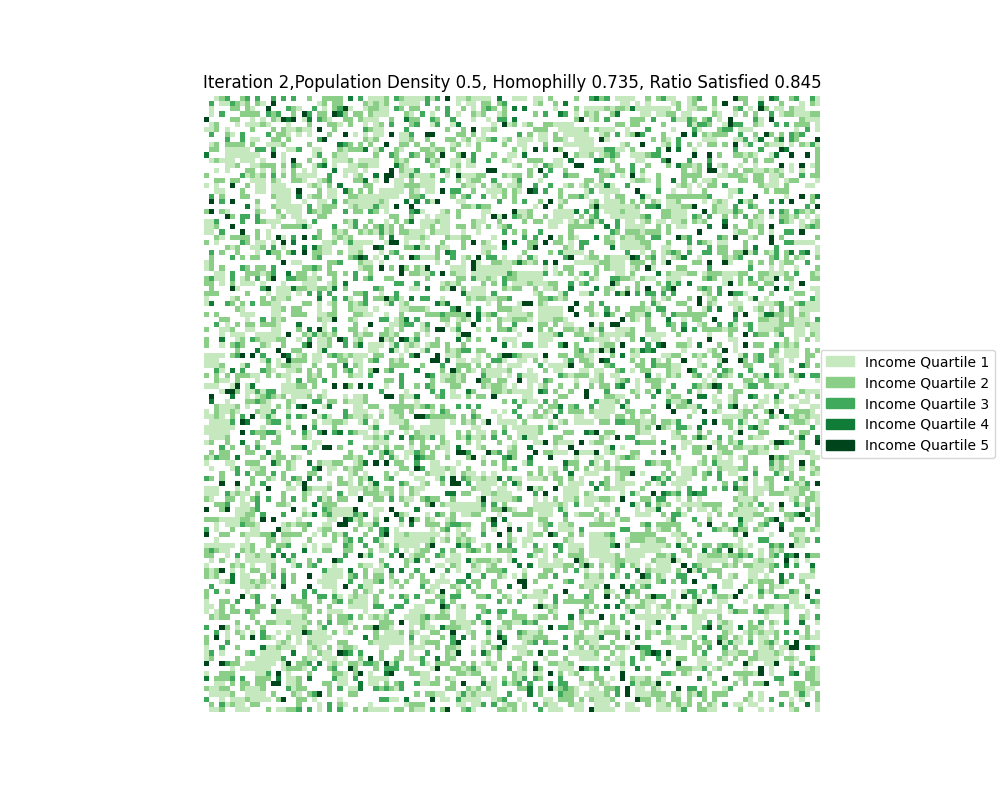 Iteration 2,Population Density 0.5, Homophilly 0.735, Ratio Satisfied 0.845
Income Quartile 1
Income Quartile 2
Income Quartile 3
Income Quartile 4
Income Quartile 5